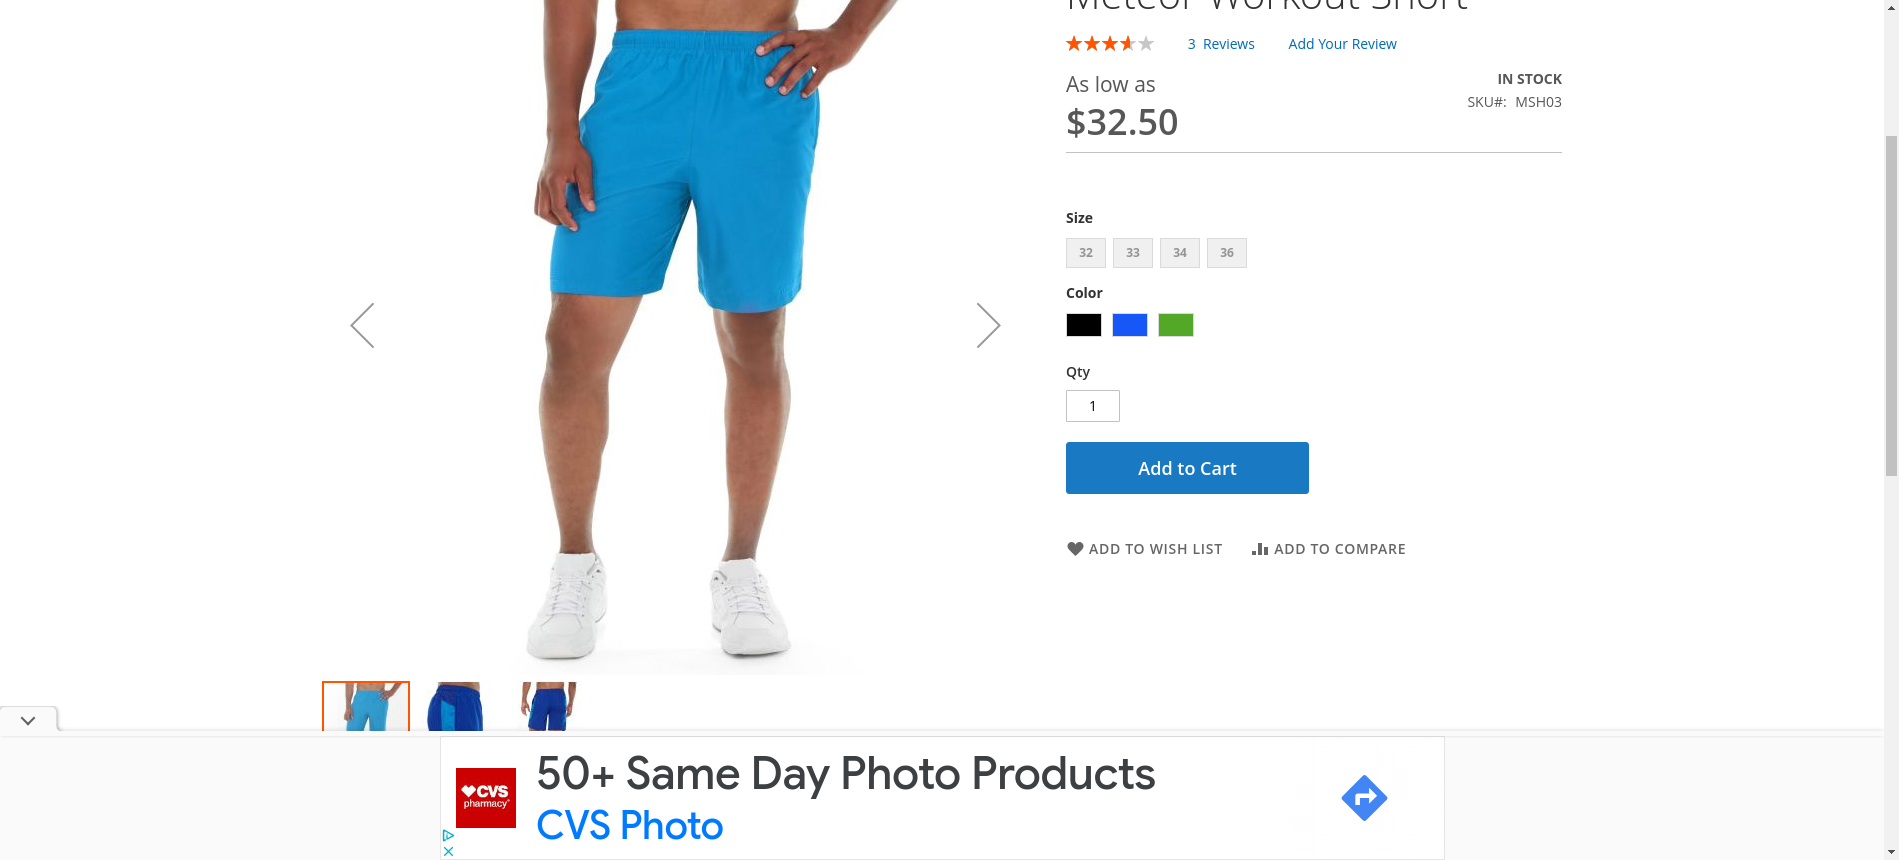 Meteor Workout Short
3 Reviews Add Your Review
As low as
$32.50
IN STOCK
SKU#: MSH03
Size
32 33 34 36
Color
Qty
1
Add to Cart
ADD TO WISH LIST ADD TO COMPARE
50+ Same Day Photo Products
CVS Photo
CVS
pharmacy